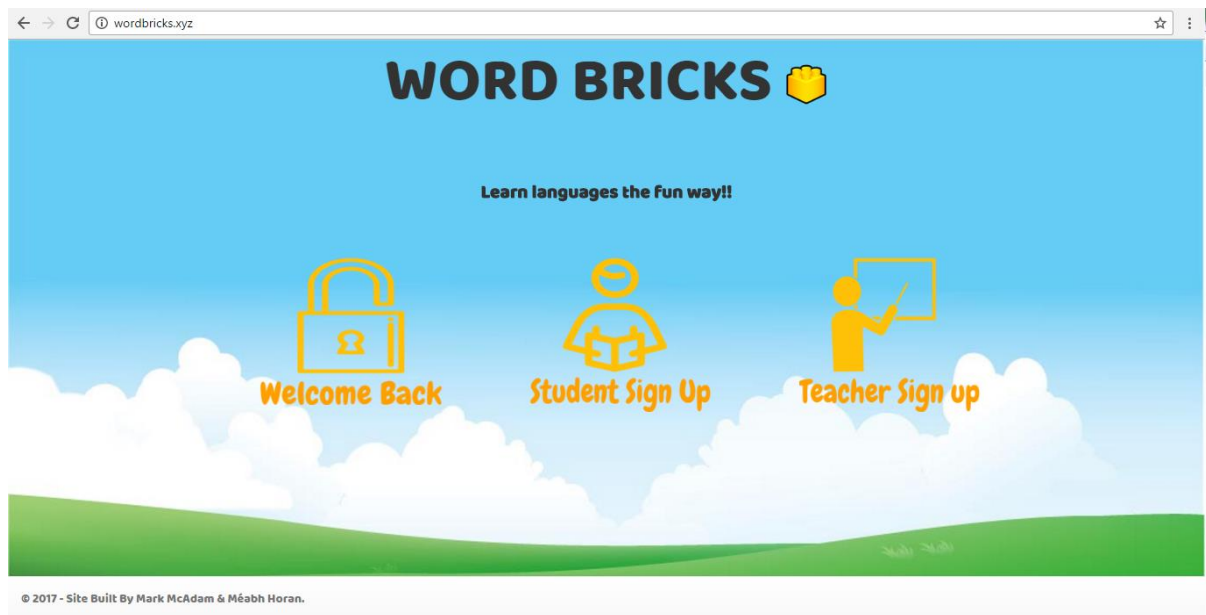 wordbricks.xyz
WORD BRICKS
Learn languages the fun way!!
Welcome Back
Student Sign Up
Teacher Sign up
© 2017 - Site Built By Mark McAdam & Méabh Horan.